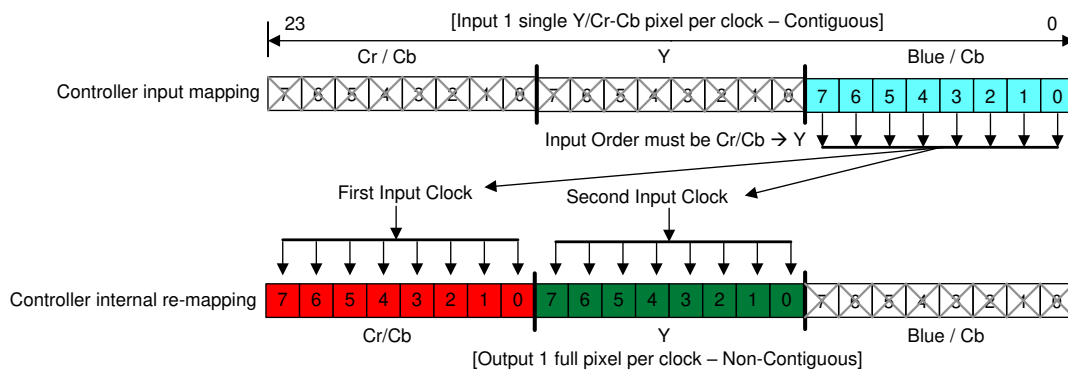 [Input 1 single Y/Cr-Cb pixel per clock – Contiguous]
23 0
Cr / Cb Y Blue / Cb
Controller input mapping 7 6 5 4 3 2 1 0 7 6 5 4 3 2 1 0 7 6 5 4 3 2 1 0
Input Order must be Cr/Cb → Y
First Input Clock Second Input Clock
Controller internal re-mapping 7 6 5 4 3 2 1 0 7 6 5 4 3 2 1 0 7 6 5 4 3 2 1 0
Cr/Cb Y Blue / Cb
[Output 1 full pixel per clock – Non-Contiguous]